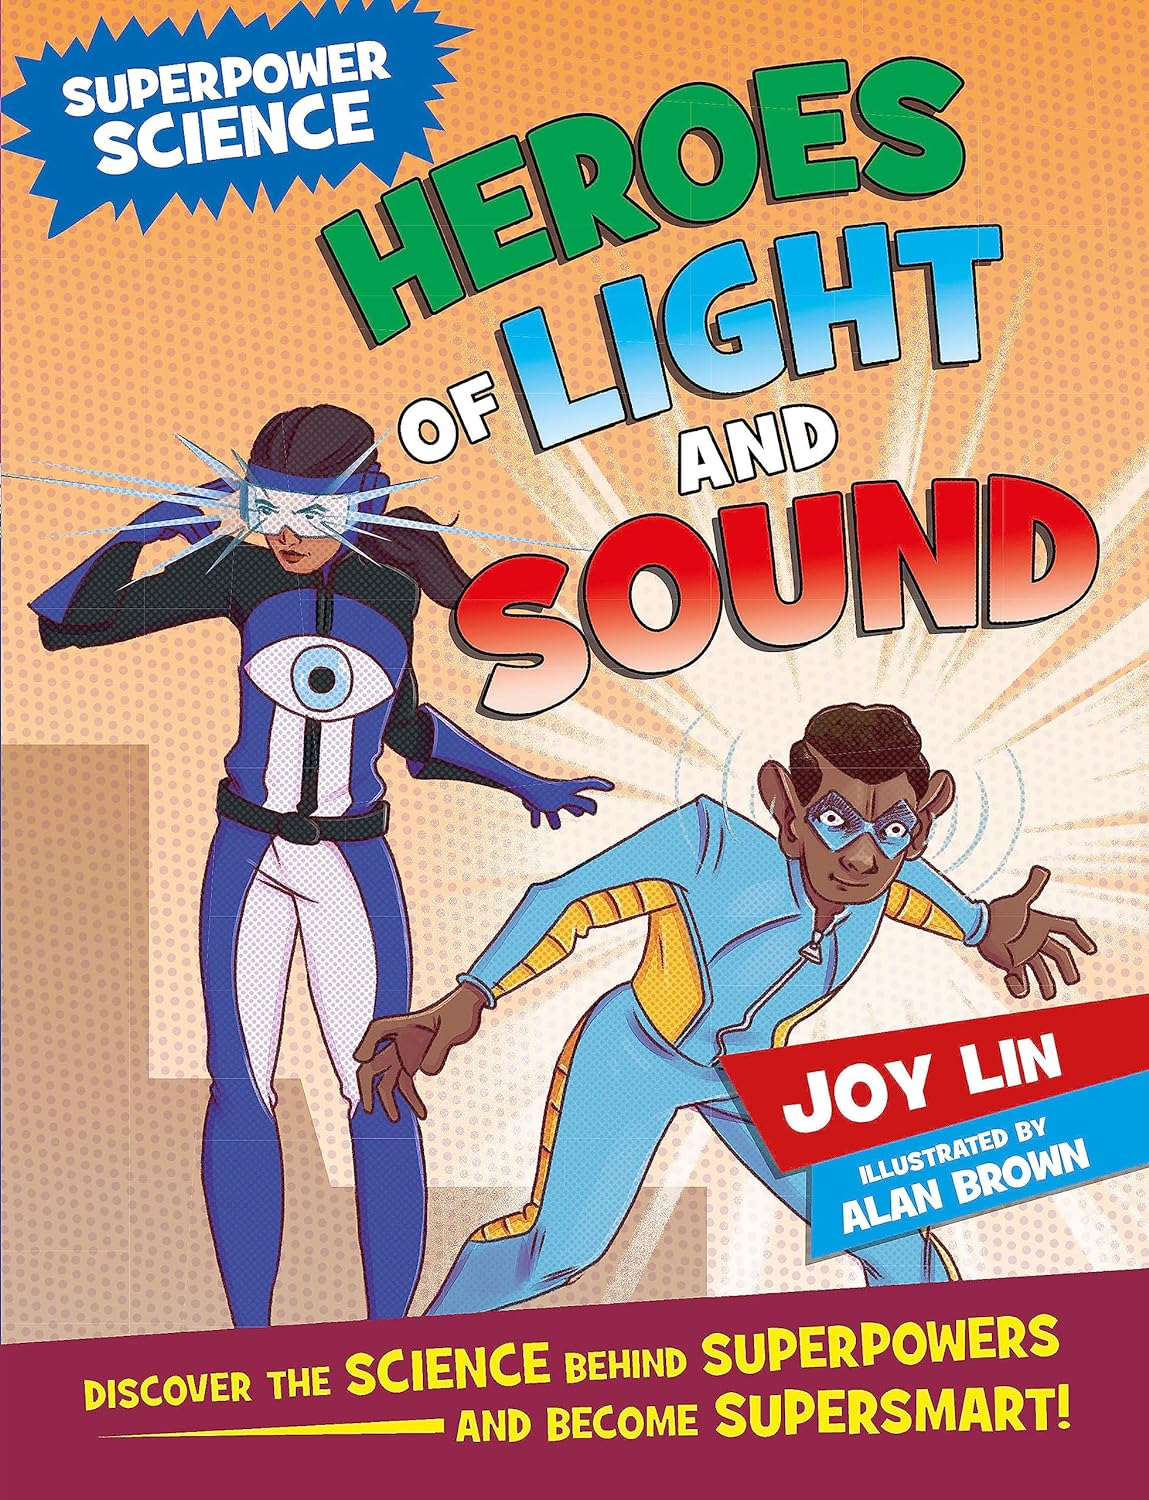 SUPERPOWER
SCIENCE
HEROES
OF LIGHT
AND
SOUND
JOY LIN
ILLUSTRATED BY
ALAN BROWN
DISCOVER THE SCIENCE BEHIND SUPERPOWERS
AND BECOME SUPERSMART!